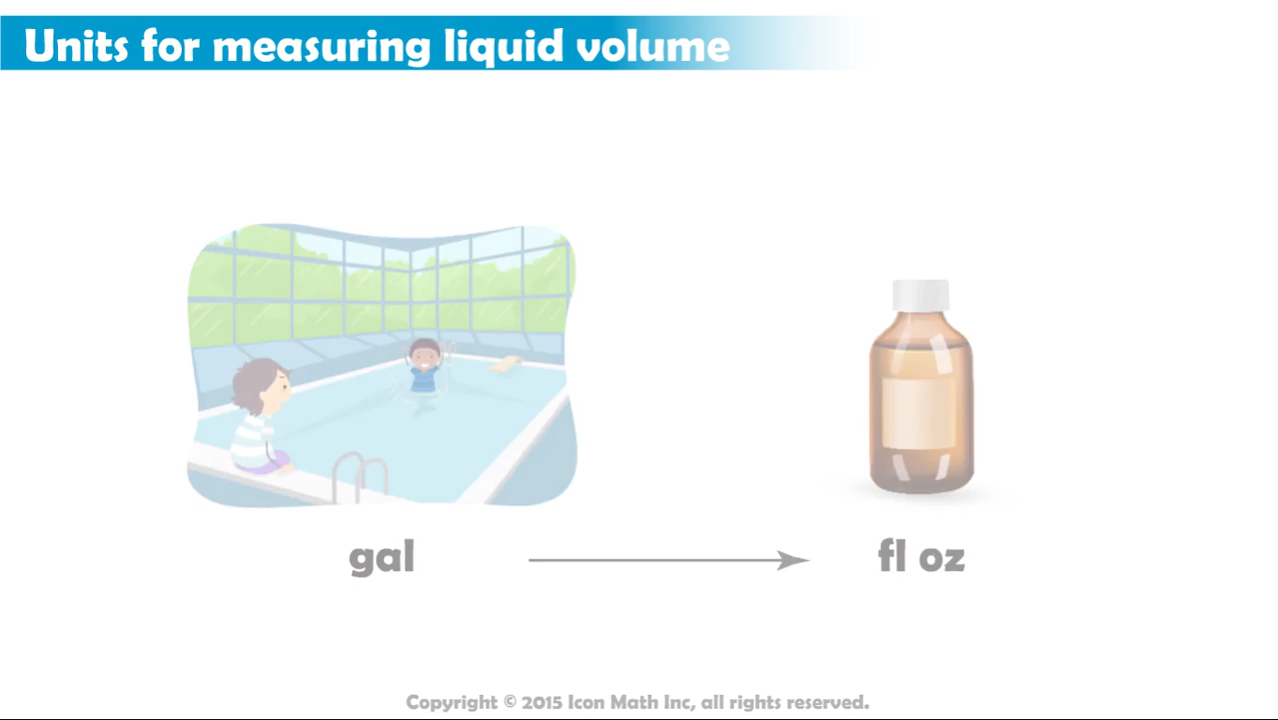 Units for measuring liquid volume
gal
fl oz
Copyright © 2015 Icon Math Inc, all rights reserved.